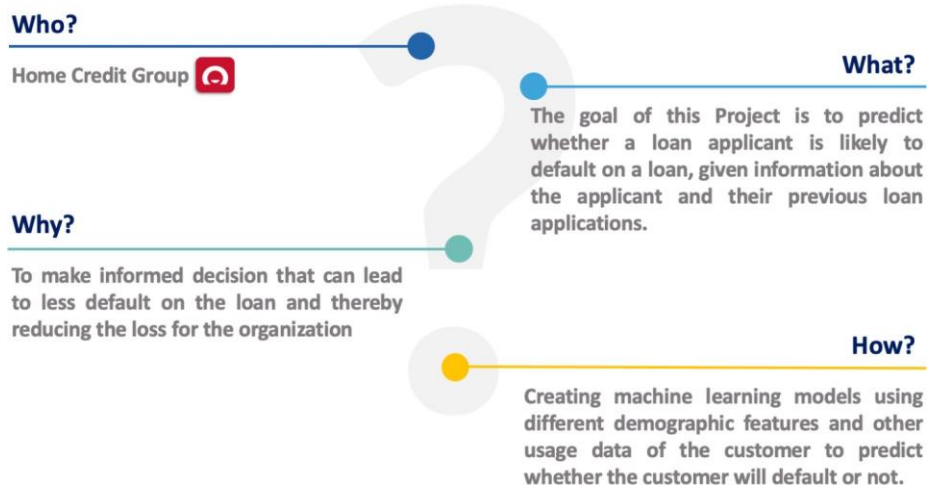 Who?
Home Credit Group
What?
The goal of this Project is to predict
whether a loan applicant is likely to
default on a loan, given information about
the applicant and their previous loan
applications.
Why?
To make informed decision that can lead
to less default on the loan and thereby
reducing the loss for the organization
How?
Creating machine learning models using
different demographic features and other
usage data of the customer to predict
whether the customer will default or not.